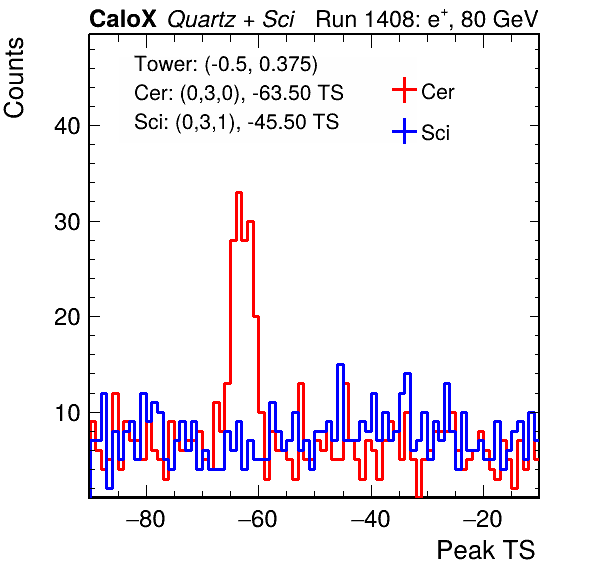 CaloX Quartz + Sci Run 1408: e⁺, 80 GeV
Counts
Tower: (-0.5, 0.375)
Cer: (0,3,0), -63.50 TS
Sci: (0,3,1), -45.50 TS
Cer
Sci
40
30
20
10
−80 −60 −40 −20
Peak TS